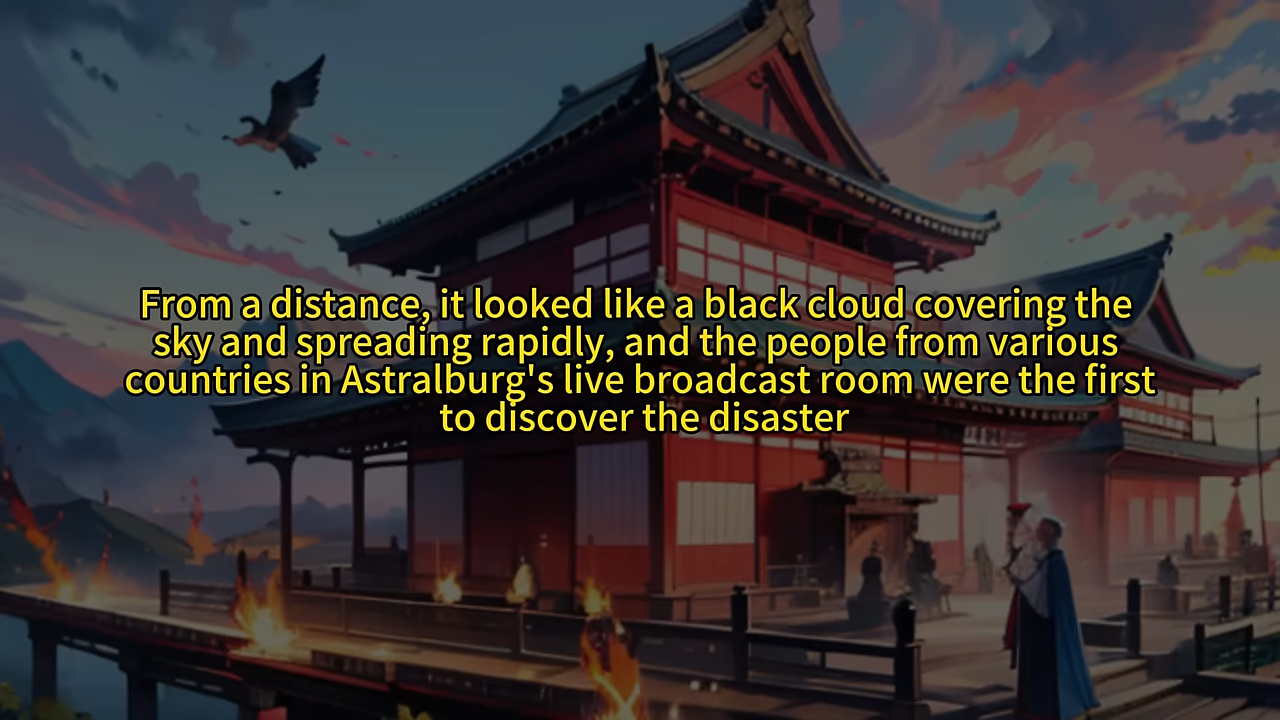 From a distance, it looked like a black cloud covering the
sky and spreading rapidly, and the people from various
countries in Astralburg's live broadcast room were the first
to discover the disaster